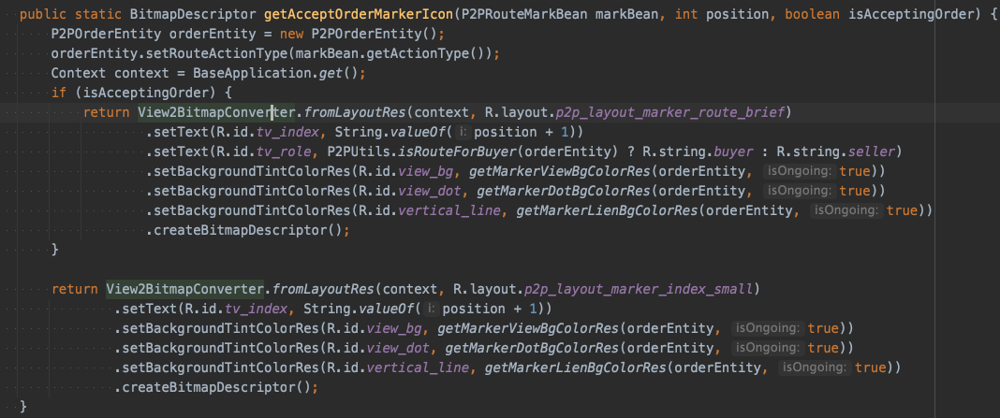 public static BitmapDescriptor getAcceptOrderMarkerIcon(P2PRouteMarkBean markBean, int position, boolean isAcceptingOrder) {
    P2POrderEntity orderEntity = new P2POrderEntity();
    orderEntity.setRouteActionType(markBean.getActionType());
    Context context = BaseApplication.get();
    if (isAcceptingOrder) {
        return View2BitmapConverter.fromLayoutRes(context, R.layout.p2p_layout_marker_route_brief)
                .setText(R.id.tv_index, String.valueOf( i: position + 1))
                .setText(R.id.tv_role, P2PUtils.isRouteForBuyer(orderEntity) ? R.string.buyer : R.string.seller)
                .setBackgroundTintColorRes(R.id.view_bg, getMarkerViewBgColorRes(orderEntity, isOngoing: true))
                .setBackgroundTintColorRes(R.id.view_dot, getMarkerDotBgColorRes(orderEntity, isOngoing: true))
                .setBackgroundTintColorRes(R.id.vertical_line, getMarkerLienBgColorRes(orderEntity, isOngoing: true))
                .createBitmapDescriptor();
    }

    return View2BitmapConverter.fromLayoutRes(context, R.layout.p2p_layout_marker_index_small)
            .setText(R.id.tv_index, String.valueOf( i: position + 1))
            .setBackgroundTintColorRes(R.id.view_bg, getMarkerViewBgColorRes(orderEntity, isOngoing: true))
            .setBackgroundTintColorRes(R.id.view_dot, getMarkerDotBgColorRes(orderEntity, isOngoing: true))
            .setBackgroundTintColorRes(R.id.vertical_line, getMarkerLienBgColorRes(orderEntity, isOngoing: true))
            .createBitmapDescriptor();
}